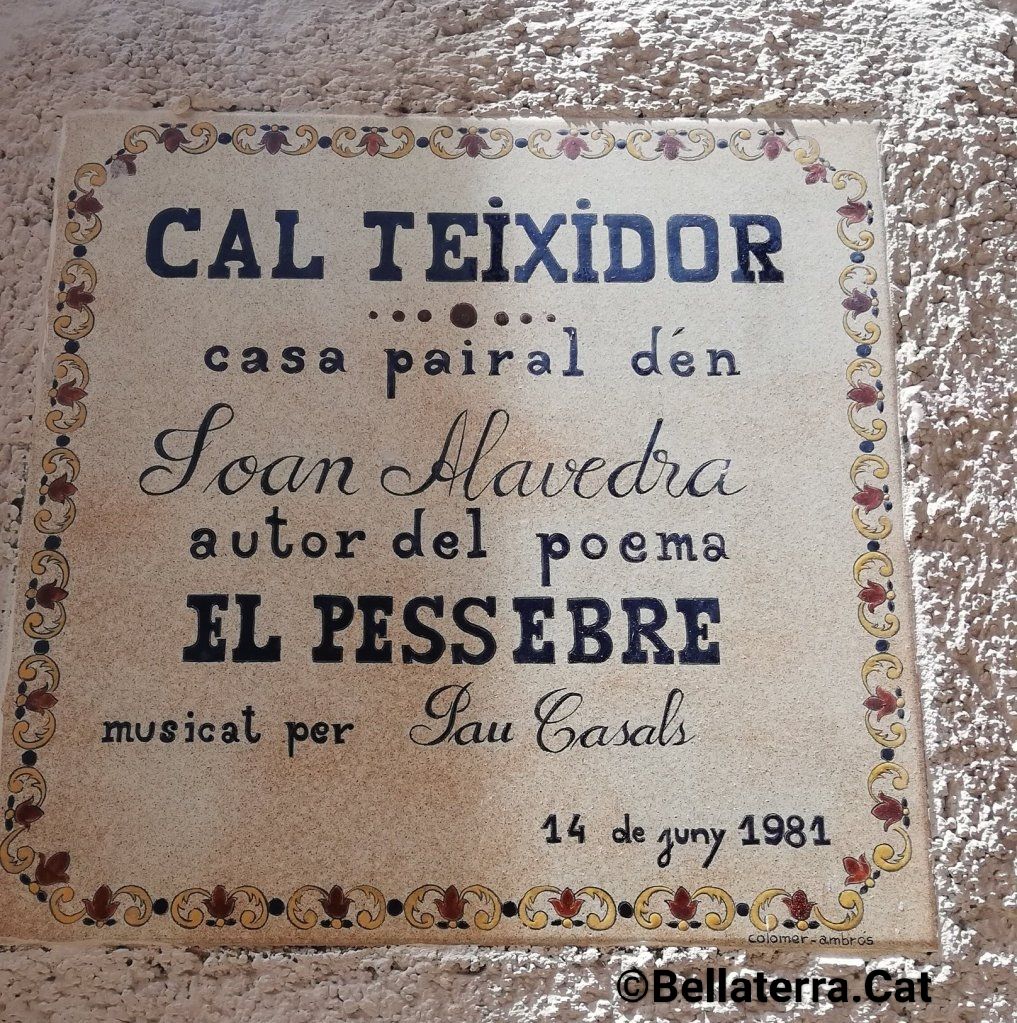 CAL TEIXIDOR
casa pairal dén
Joan Alavedra
autor del poema
EL PESSEBRE
musicat per Pau Casals
14 de juny 1981
colomer-ambrós
©Bellaterra.Cat